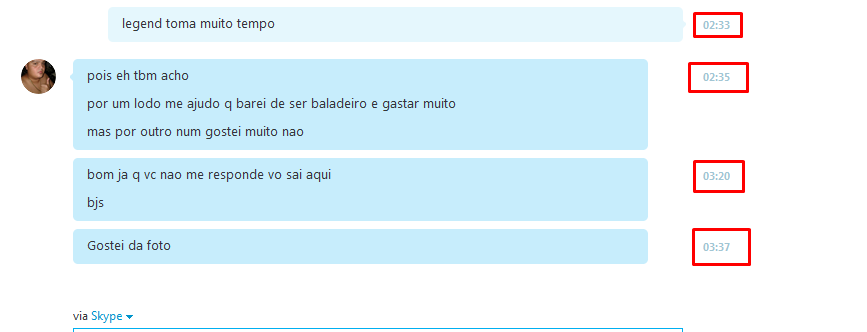 legend toma muito tempo 02:33
pois eh tbm acho 02:35
por um lodo me ajudo q barei de ser baladeiro e gastar muito
mas por outro num gostei muito nao
bom ja q vc nao me responde vo sai aqui 03:20
bjs
Gostei da foto 03:37
via Skype